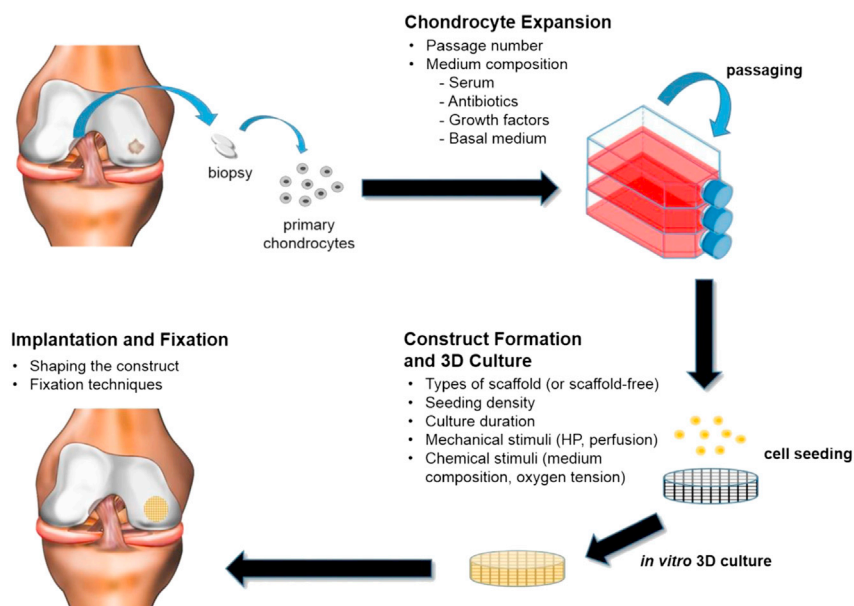 Chondrocyte Expansion
• Passage number
• Medium composition
- Serum
- Antibiotics
- Growth factors
- Basal medium
passaging
biopsy
primary
chondrocytes
Implantation and Fixation
• Shaping the construct
• Fixation techniques
Construct Formation
and 3D Culture
• Types of scaffold (or scaffold-free)
• Seeding density
• Culture duration
• Mechanical stimuli (HP, perfusion)
• Chemical stimuli (medium
composition, oxygen tension)
cell seeding
in vitro 3D culture